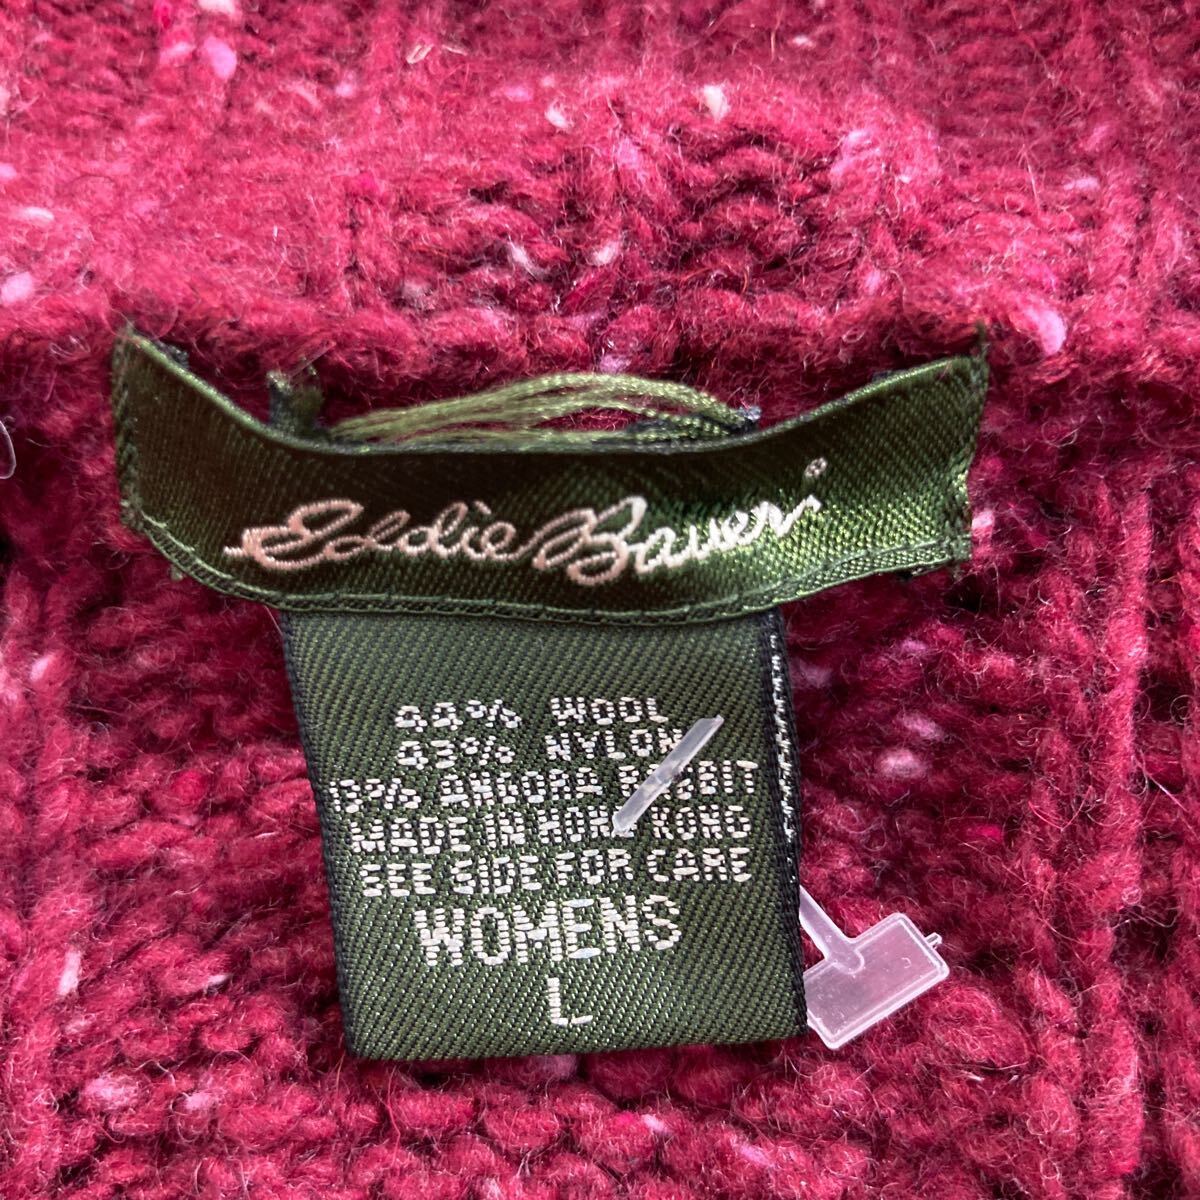 Eddie Bauer®
44% WOOL
43% NYLON
13% ANGORA RABBIT
MADE IN HONG KONG
SEE SIDE FOR CARE
WOMENS
L